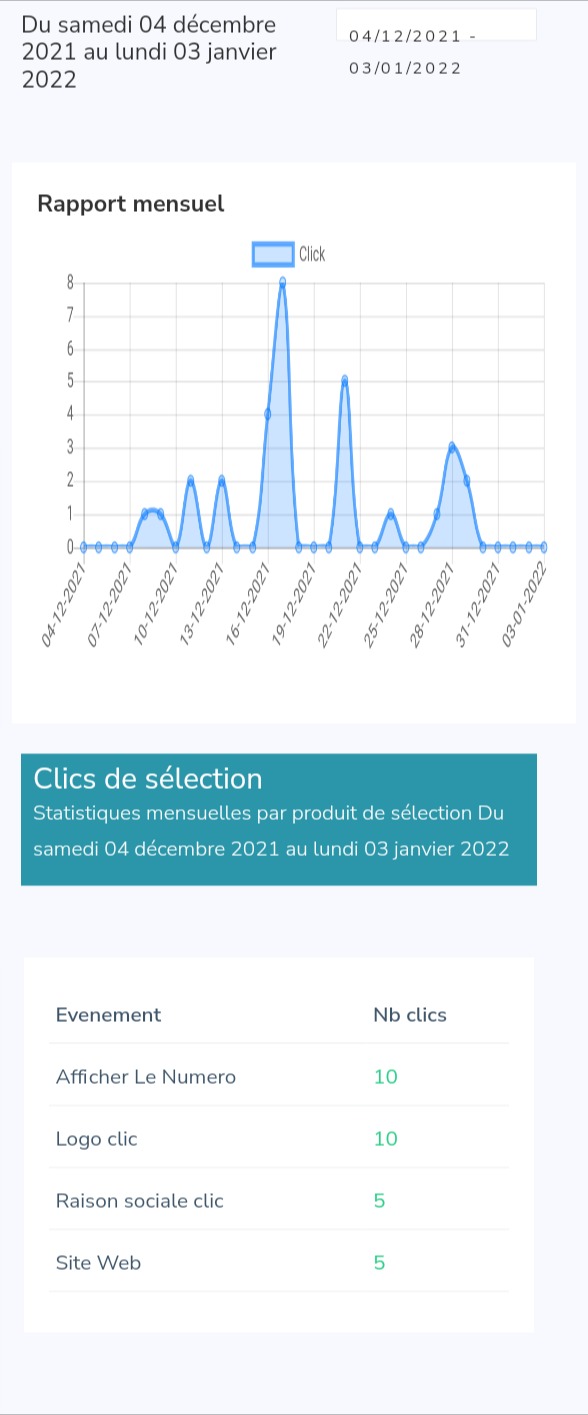 Du samedi 04 décembre
2021 au lundi 03 janvier
2022
04/12/2021 -
03/01/2022
Rapport mensuel
Click
8
7
6
5
4
3
2
1
0
04-12-2021
07-12-2021
10-12-2021
13-12-2021
16-12-2021
19-12-2021
22-12-2021
25-12-2021
28-12-2021
31-12-2021
03-01-2022
Clics de sélection
Statistiques mensuelles par produit de sélection Du
samedi 04 décembre 2021 au lundi 03 janvier 2022
Evenement Nb clics
Afficher Le Numero 10
Logo clic 10
Raison sociale clic 5
Site Web 5